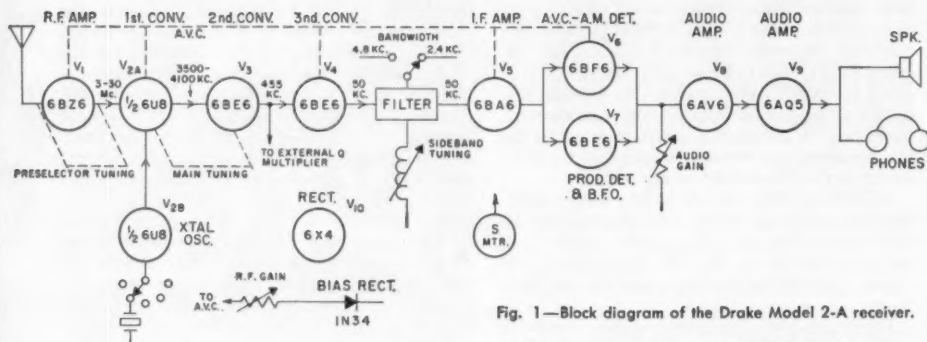 R.F. AMP. 1st. CONV. 2nd. CONV. 3nd. CONV. I.F. AMP. A.V.C.-A.M. DET. AUDIO AMP. AUDIO AMP.
A.V.C.
BANDWIDTH
4.8 KC. 2.4 KC.
V1 V2A V3 V4 V5 V6 V8 V9 SPK.
3-30 Mc.
3500-4100KC.
455 KC.
50 KC.
50 KC.
6BZ6 1/2 6U8 6BE6 6BE6 FILTER 6BA6 6BF6 6AV6 6AQ5
V7
6BE6
PROD. DET. & B.F.O.
PHONES
PRESELECTOR TUNING
MAIN TUNING
TO EXTERNAL Q MULTIPLIER
SIDEBAND TUNING
AUDIO GAIN
V2B
1/2 6U8
XTAL OSC.
RECT. V10
6X4
S MTR.
R.F. GAIN
TO A.V.C.
BIAS RECT.
IN34
Fig. 1—Block diagram of the Drake Model 2-A receiver.